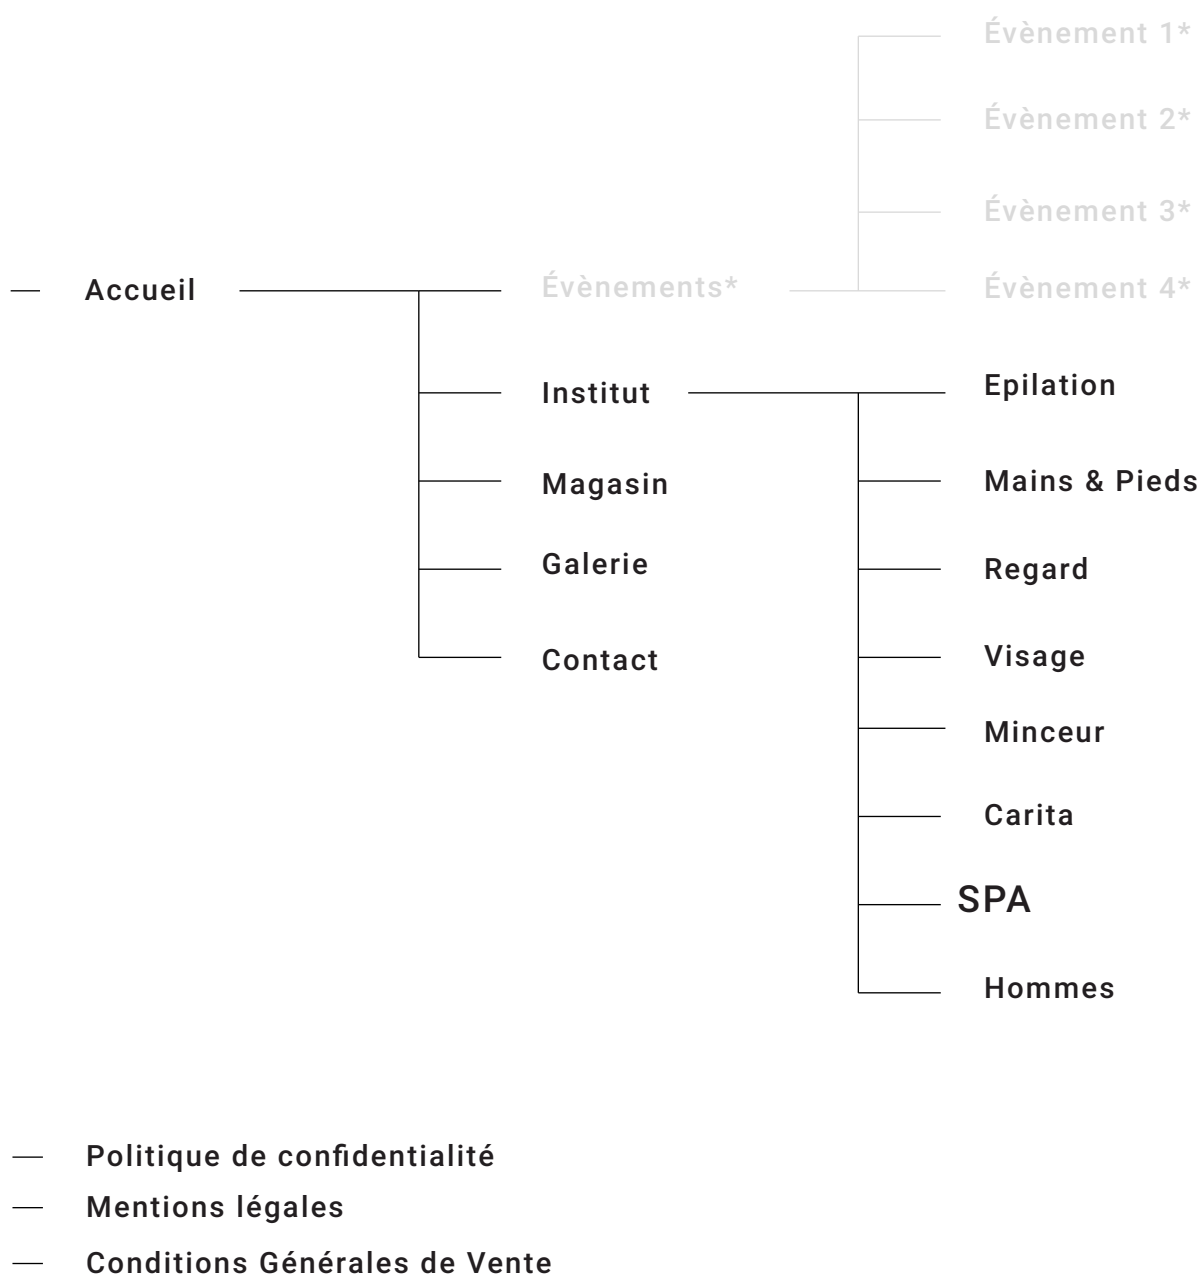 Évènement 1*
Évènement 2*
Évènement 3*
Accueil
Évènements*
Évènement 4*
Institut
Epilation
Magasin
Mains & Pieds
Galerie
Regard
Contact
Visage
Minceur
Carita
SPA
Hommes
Politique de confidentialité
Mentions légales
Conditions Générales de Vente